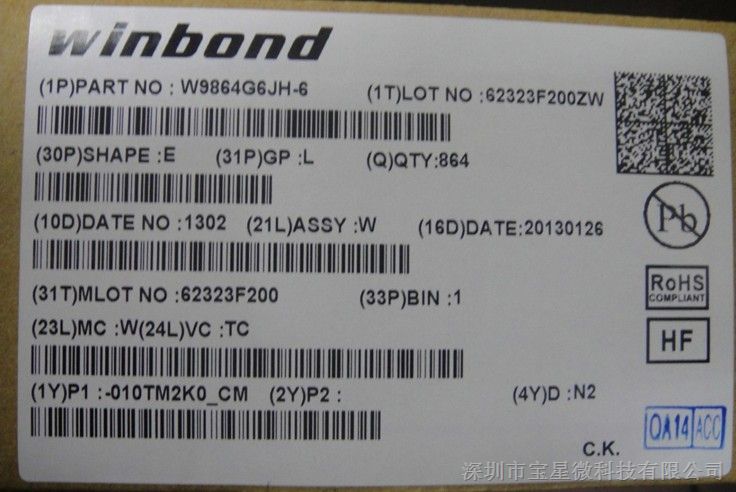 winbond
(1P)PART NO : W9864G6JH-6 (1T)LOT NO :62323F200ZW
(30P)SHAPE :E (31P)GP :L (Q)QTY:864
Pb
(10D)DATE NO :1302 (21L)ASSY :W (16D)DATE:20130126
RoHS
COMPLIANT
(31T)MLOT NO :62323F200 (33P)BIN :1
(23L)MC :W(24L)VC :TC
HF
(1Y)P1 :-010TM2K0_CM (2Y)P2 : (4Y)D :N2
QA14 ACC
C.K.
深圳市宝星微科技有限公司